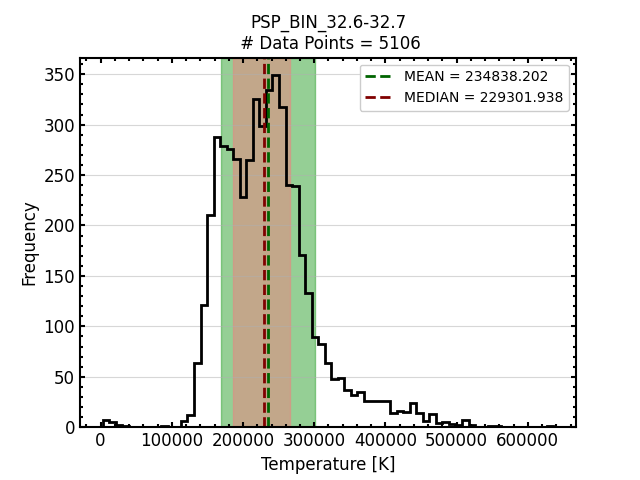 PSP_BIN_32.6-32.7
# Data Points = 5106
MEAN = 234838.202
MEDIAN = 229301.938
350
300
250
200
150
100
50
0
Frequency
0 100000 200000 300000 400000 500000 600000
Temperature [K]